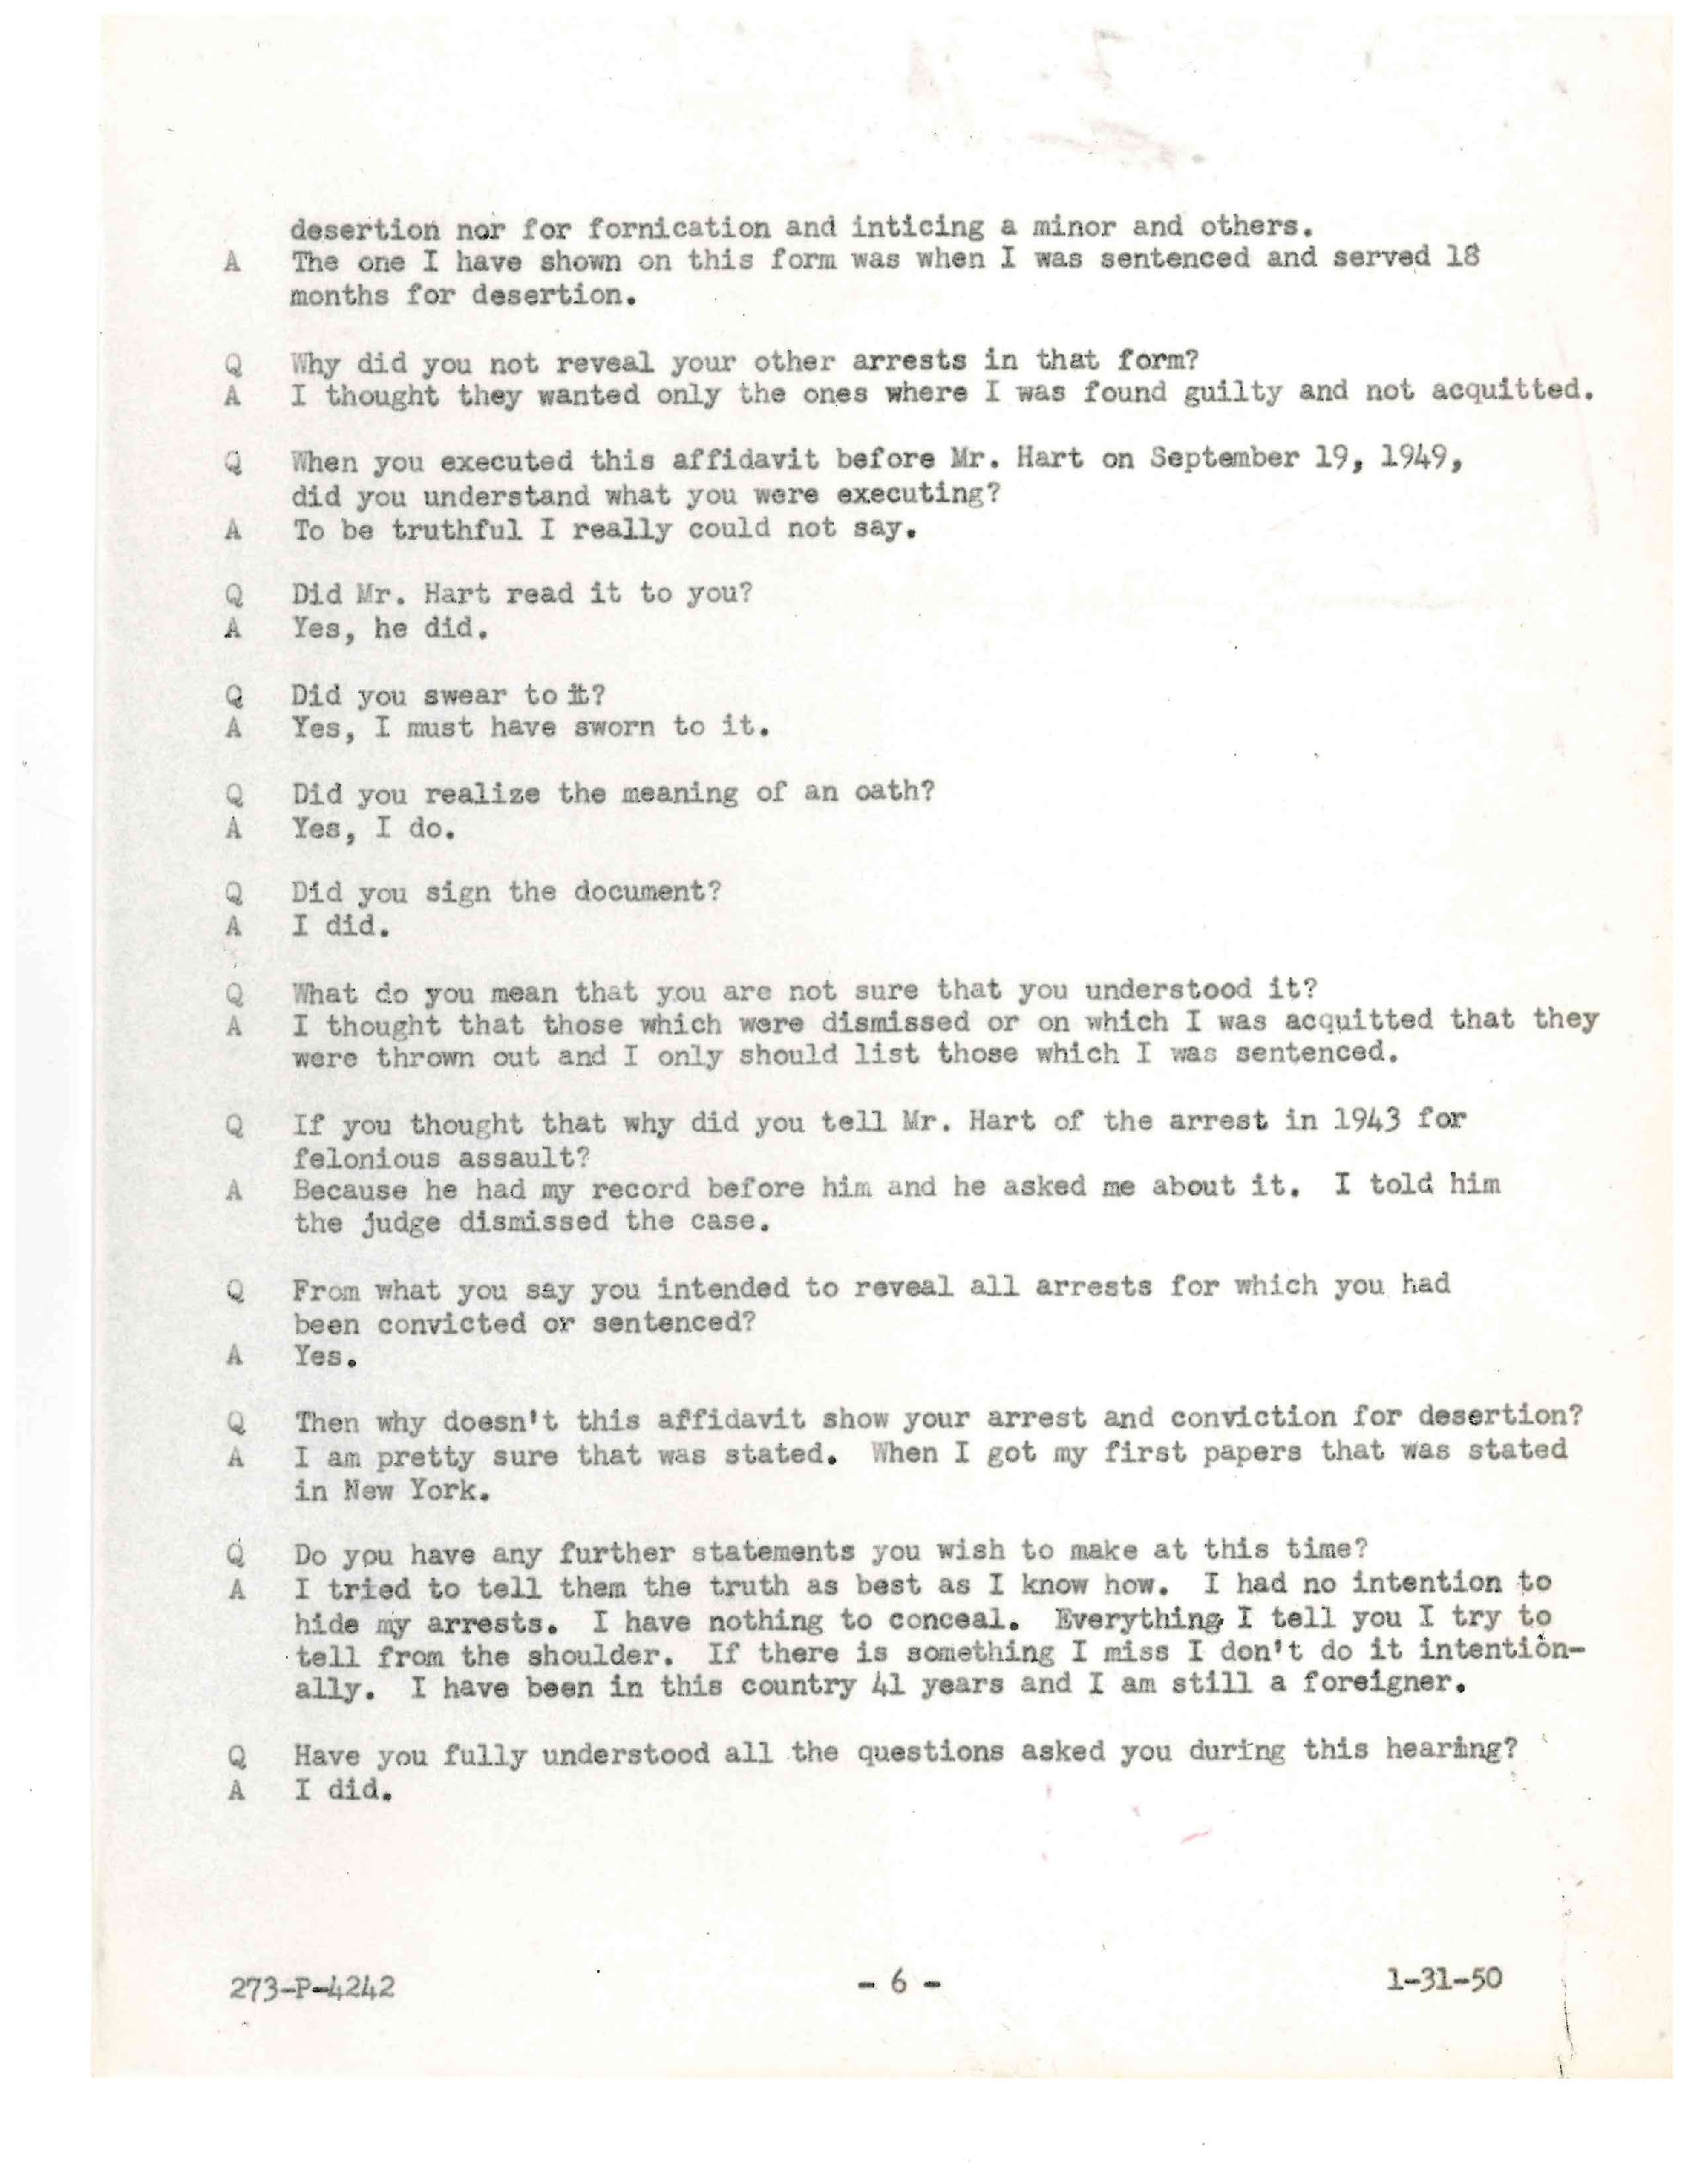 desertion nor for fornication and inticing a minor and others.
A The one I have shown on this form was when I was sentenced and served 18
months for desertion.
Q Why did you not reveal your other arrests in that form?
A I thought they wanted only the ones where I was found guilty and not acquitted.
Q When you executed this affidavit before Mr. Hart on September 19, 1949,
did you understand what you were executing?
A To be truthful I really could not say.
Q Did Mr. Hart read it to you?
A Yes, he did.
Q Did you swear to it?
A Yes, I must have sworn to it.
Q Did you realize the meaning of an oath?
A Yes, I do.
Q Did you sign the document?
A I did.
Q What do you mean that you are not sure that you understood it?
A I thought that those which were dismissed or on which I was acquitted that they
were thrown out and I only should list those which I was sentenced.
Q If you thought that why did you tell Mr. Hart of the arrest in 1943 for
felonious assault?
A Because he had my record before him and he asked me about it. I told him
the judge dismissed the case.
Q From what you say you intended to reveal all arrests for which you had
been convicted or sentenced?
A Yes.
Q Then why doesn't this affidavit show your arrest and conviction for desertion?
A I am pretty sure that was stated. When I got my first papers that was stated
in New York.
Q Do you have any further statements you wish to make at this time?
A I tried to tell them the truth as best as I know how. I had no intention to
hide my arrests. I have nothing to conceal. Everything I tell you I try to
tell from the shoulder. If there is something I miss I don't do it intention-
ally. I have been in this country 41 years and I am still a foreigner.
Q Have you fully understood all the questions asked you during this hearing?
A I did.
273-P-4242 - 6 - 1-31-50